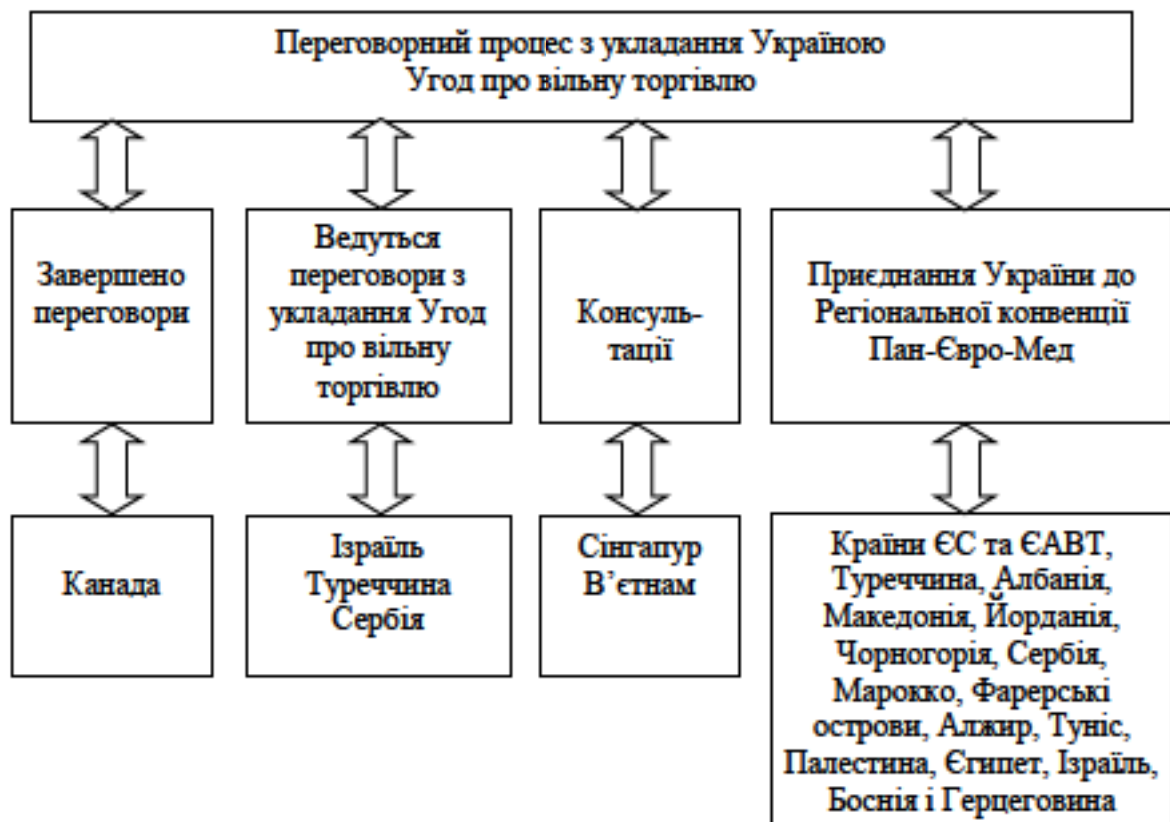 Переговорний процес з укладання Україною
Угод про вільну торгівлю
Завершено
переговори
Ведуться
переговори з
укладання Угод
про вільну
торгівлю
Консуль-
тації
Приєднання України до
Регіональної конвенції
Пан-Євро-Мед
Канада
Ізраїль
Туреччина
Сербія
Сінгапур
В’єтнам
Країни ЄС та ЄАВТ,
Туреччина, Албанія,
Македонія, Йорданія,
Чорногорія, Сербія,
Марокко, Фарерські
острови, Алжир, Туніс,
Палестина, Єгипет, Ізраїль,
Боснія і Герцеговина